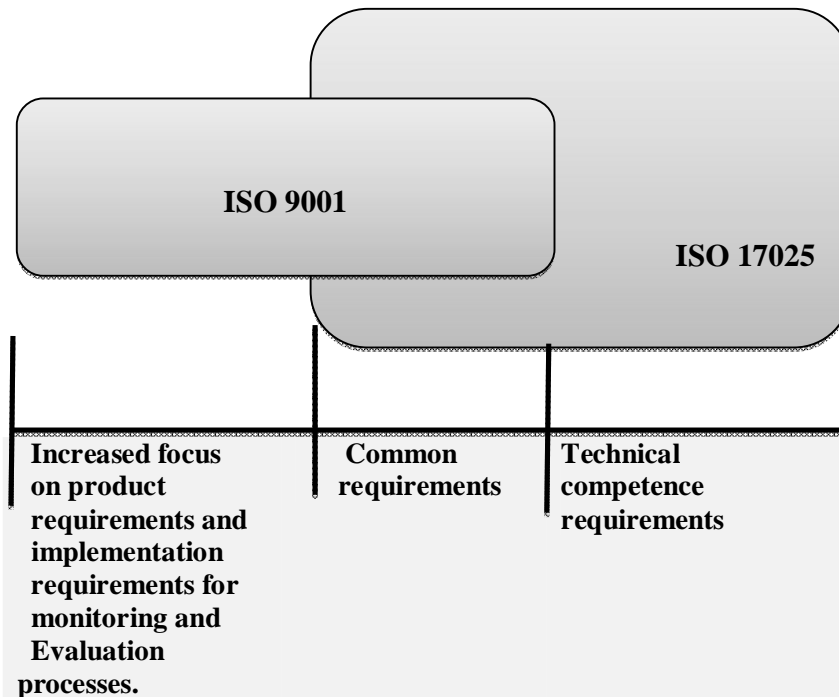 ISO 9001
ISO 17025
Increased focus
on product
requirements and
implementation
requirements for
monitoring and
Evaluation
processes.
Common
requirements
Technical
competence
requirements